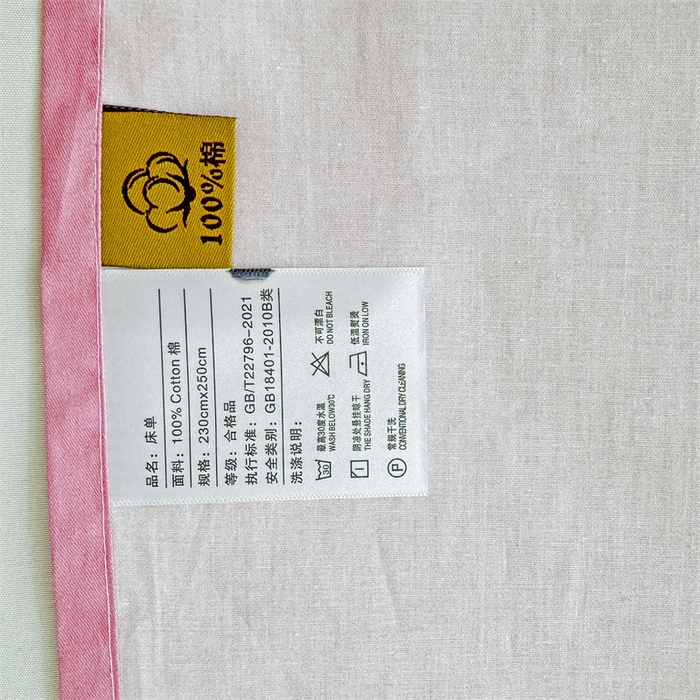 100%棉
品名：床单
面料：100% Cotton 棉
规格：230cmx250cm
等级：合格品
执行标准：GB/T22796-2021
安全类别：GB18401-2010B类
洗涤说明：
30
最高30度水温
WASH BELOW30℃
不可漂白
DO NOT BLEACH
阴凉处悬挂晾干
THE SHADE HANG DRY
低温熨烫
IRON ON LOW
P
常规干洗
CONVENTIONAL DRY CLEANING